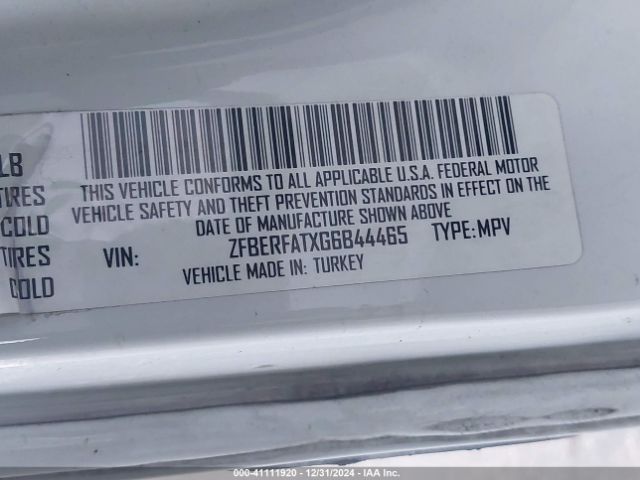 LB
TIRES
COLD
TIRES
COLD
THIS VEHICLE CONFORMS TO ALL APPLICABLE U.S.A. FEDERAL MOTOR
VEHICLE SAFETY AND THEFT PREVENTION STANDARDS IN EFFECT ON THE
DATE OF MANUFACTURE SHOWN ABOVE
VIN: ZFBERFATXG6B44465 TYPE: MPV
VEHICLE MADE IN: TURKEY
000-41111920 - 12/31/2024 - IAA Inc.